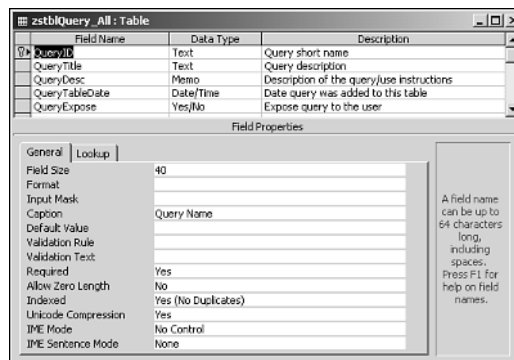 zstblQuery_All : Table
Field Name Data Type Description
QueryID Text Query short name
QueryTitle Text Query description
QueryDesc Memo Description of the query/use instructions
QueryTableDate Date/Time Date query was added to this table
QueryExpose Yes/No Expose query to the user
Field Properties
General Lookup
Field Size 40
Format
Input Mask
Caption Query Name
Default Value
Validation Rule
Validation Text
Required Yes
Allow Zero Length No
Indexed Yes (No Duplicates)
Unicode Compression Yes
IME Mode No Control
IME Sentence Mode None
A field name
can be up to
64 characters
long,
including
spaces.
Press F1 for
help on field
names.